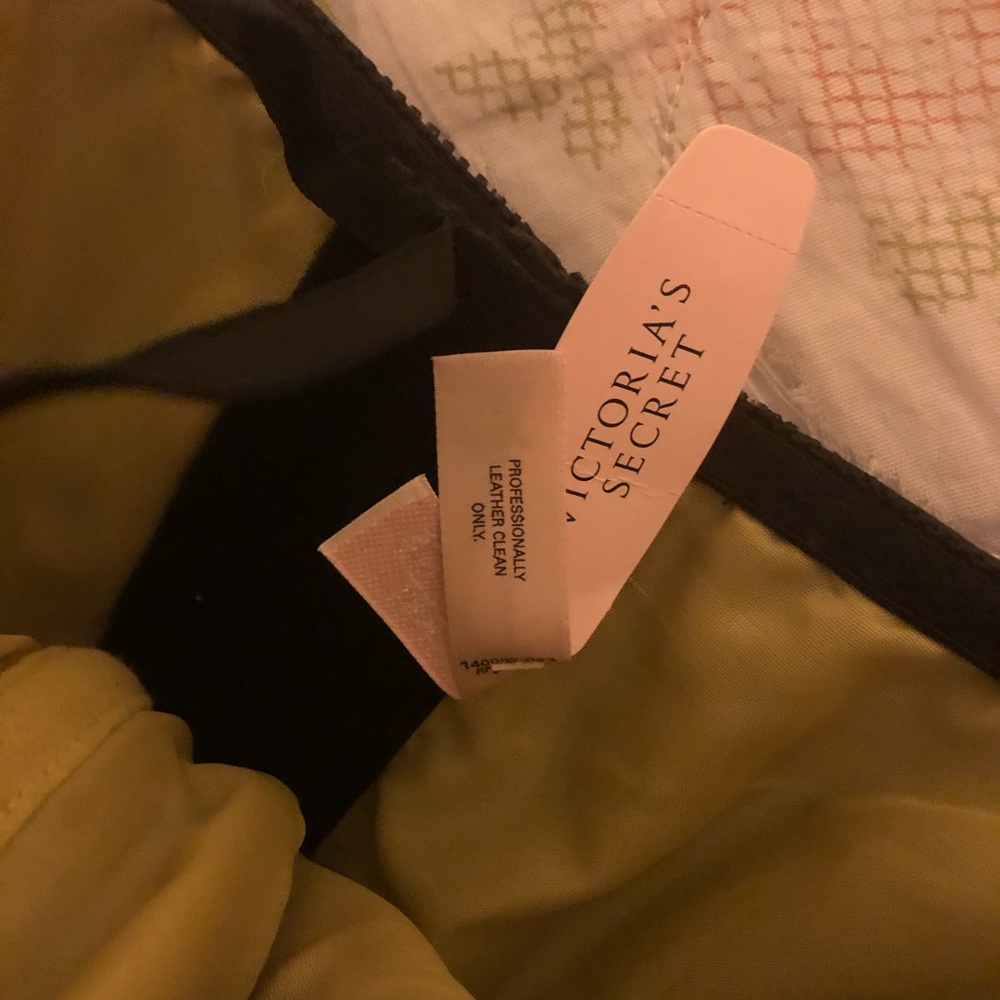 VICTORIA'S
SECRET
PROFESSIONALLY
LEATHER CLEAN
ONLY.